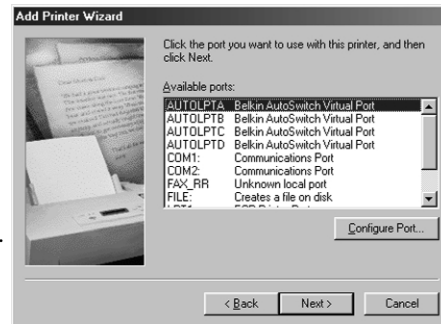 Add Printer Wizard
Click the port you want to use with this printer, and then
click Next.
Available ports:
AUTOLPTA Belkin AutoSwitch Virtual Port
AUTOLPTB Belkin AutoSwitch Virtual Port
AUTOLPTC Belkin AutoSwitch Virtual Port
AUTOLPTD Belkin AutoSwitch Virtual Port
COM1: Communications Port
COM2: Communications Port
FAX_RR Unknown local port
FILE: Creates a file on disk
Configure Port...
< Back
Next >
Cancel